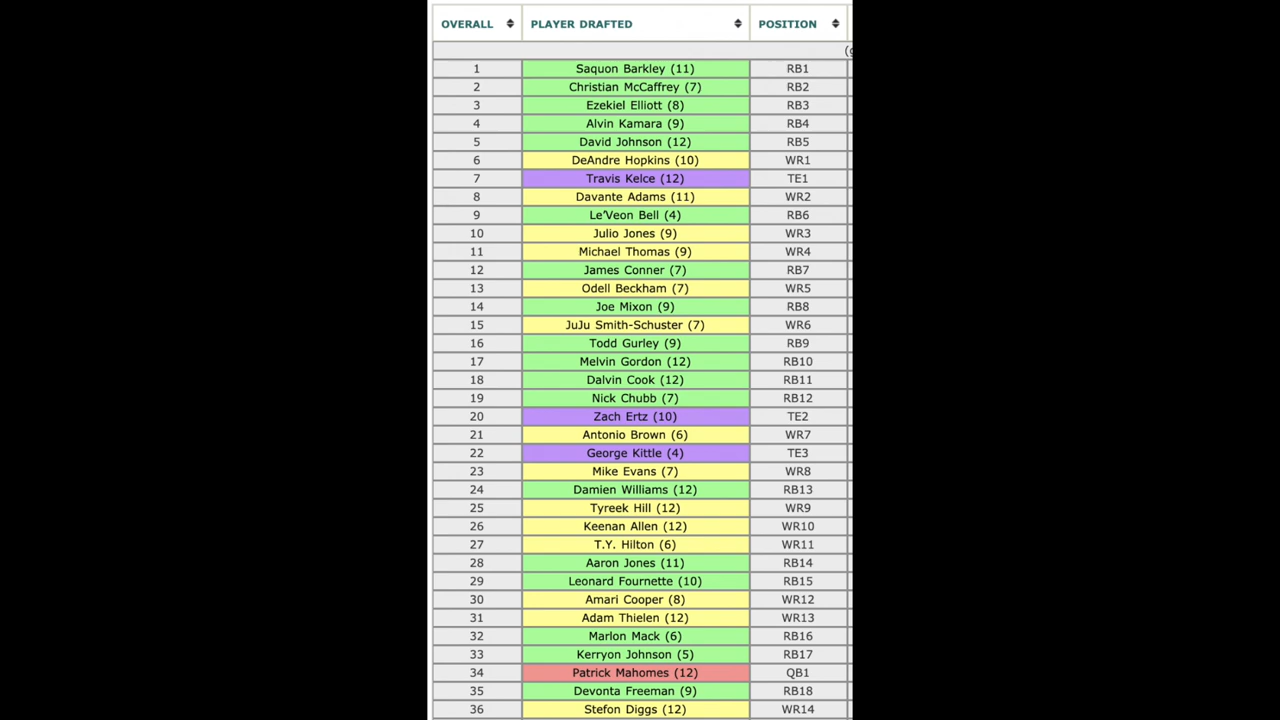 OVERALL PLAYER DRAFTED POSITION
(
1 Saquon Barkley (11) RB1
2 Christian McCaffrey (7) RB2
3 Ezekiel Elliott (8) RB3
4 Alvin Kamara (9) RB4
5 David Johnson (12) RB5
6 DeAndre Hopkins (10) WR1
7 Travis Kelce (12) TE1
8 Davante Adams (11) WR2
9 Le'Veon Bell (4) RB6
10 Julio Jones (9) WR3
11 Michael Thomas (9) WR4
12 James Conner (7) RB7
13 Odell Beckham (7) WR5
14 Joe Mixon (9) RB8
15 JuJu Smith-Schuster (7) WR6
16 Todd Gurley (9) RB9
17 Melvin Gordon (12) RB10
18 Dalvin Cook (12) RB11
19 Nick Chubb (7) RB12
20 Zach Ertz (10) TE2
21 Antonio Brown (6) WR7
22 George Kittle (4) TE3
23 Mike Evans (7) WR8
24 Damien Williams (12) RB13
25 Tyreek Hill (12) WR9
26 Keenan Allen (12) WR10
27 T.Y. Hilton (6) WR11
28 Aaron Jones (11) RB14
29 Leonard Fournette (10) RB15
30 Amari Cooper (8) WR12
31 Adam Thielen (12) WR13
32 Marlon Mack (6) RB16
33 Kerryon Johnson (5) RB17
34 Patrick Mahomes (12) QB1
35 Devonta Freeman (9) RB18
36 Stefon Diggs (12) WR14